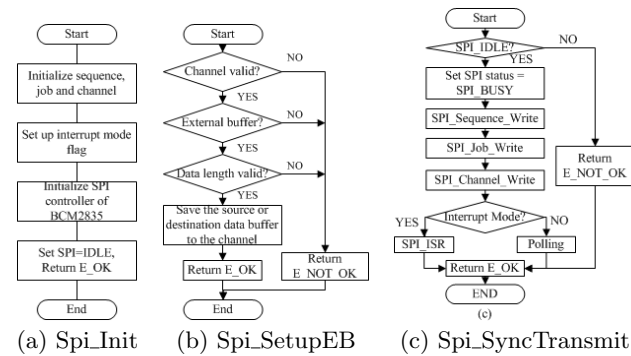 Start
Initialize sequence,
job and channel
Set up interrupt mode
flag
Initialize SPI
controller of
BCM2835
Set SPI=IDLE,
Return E_OK
End
(a) Spi_Init
Start
Channel valid?
NO
YES
External buffer?
NO
YES
Data length valid?
NO
YES
Save the source or
destination data buffer
to the channel
Return E_OK
Return
E_NOT_OK
End
(b) Spi_SetupEB
Start
SPI_IDLE?
NO
YES
Set SPI status =
SPI_BUSY
SPI_Sequence_Write
SPI_Job_Write
SPI_Channel_Write
Return
E_NOT_OK
Interrupt Mode?
YES
NO
SPI_ISR
Polling
Return E_OK
END
(c)
(c) Spi_SyncTransmit